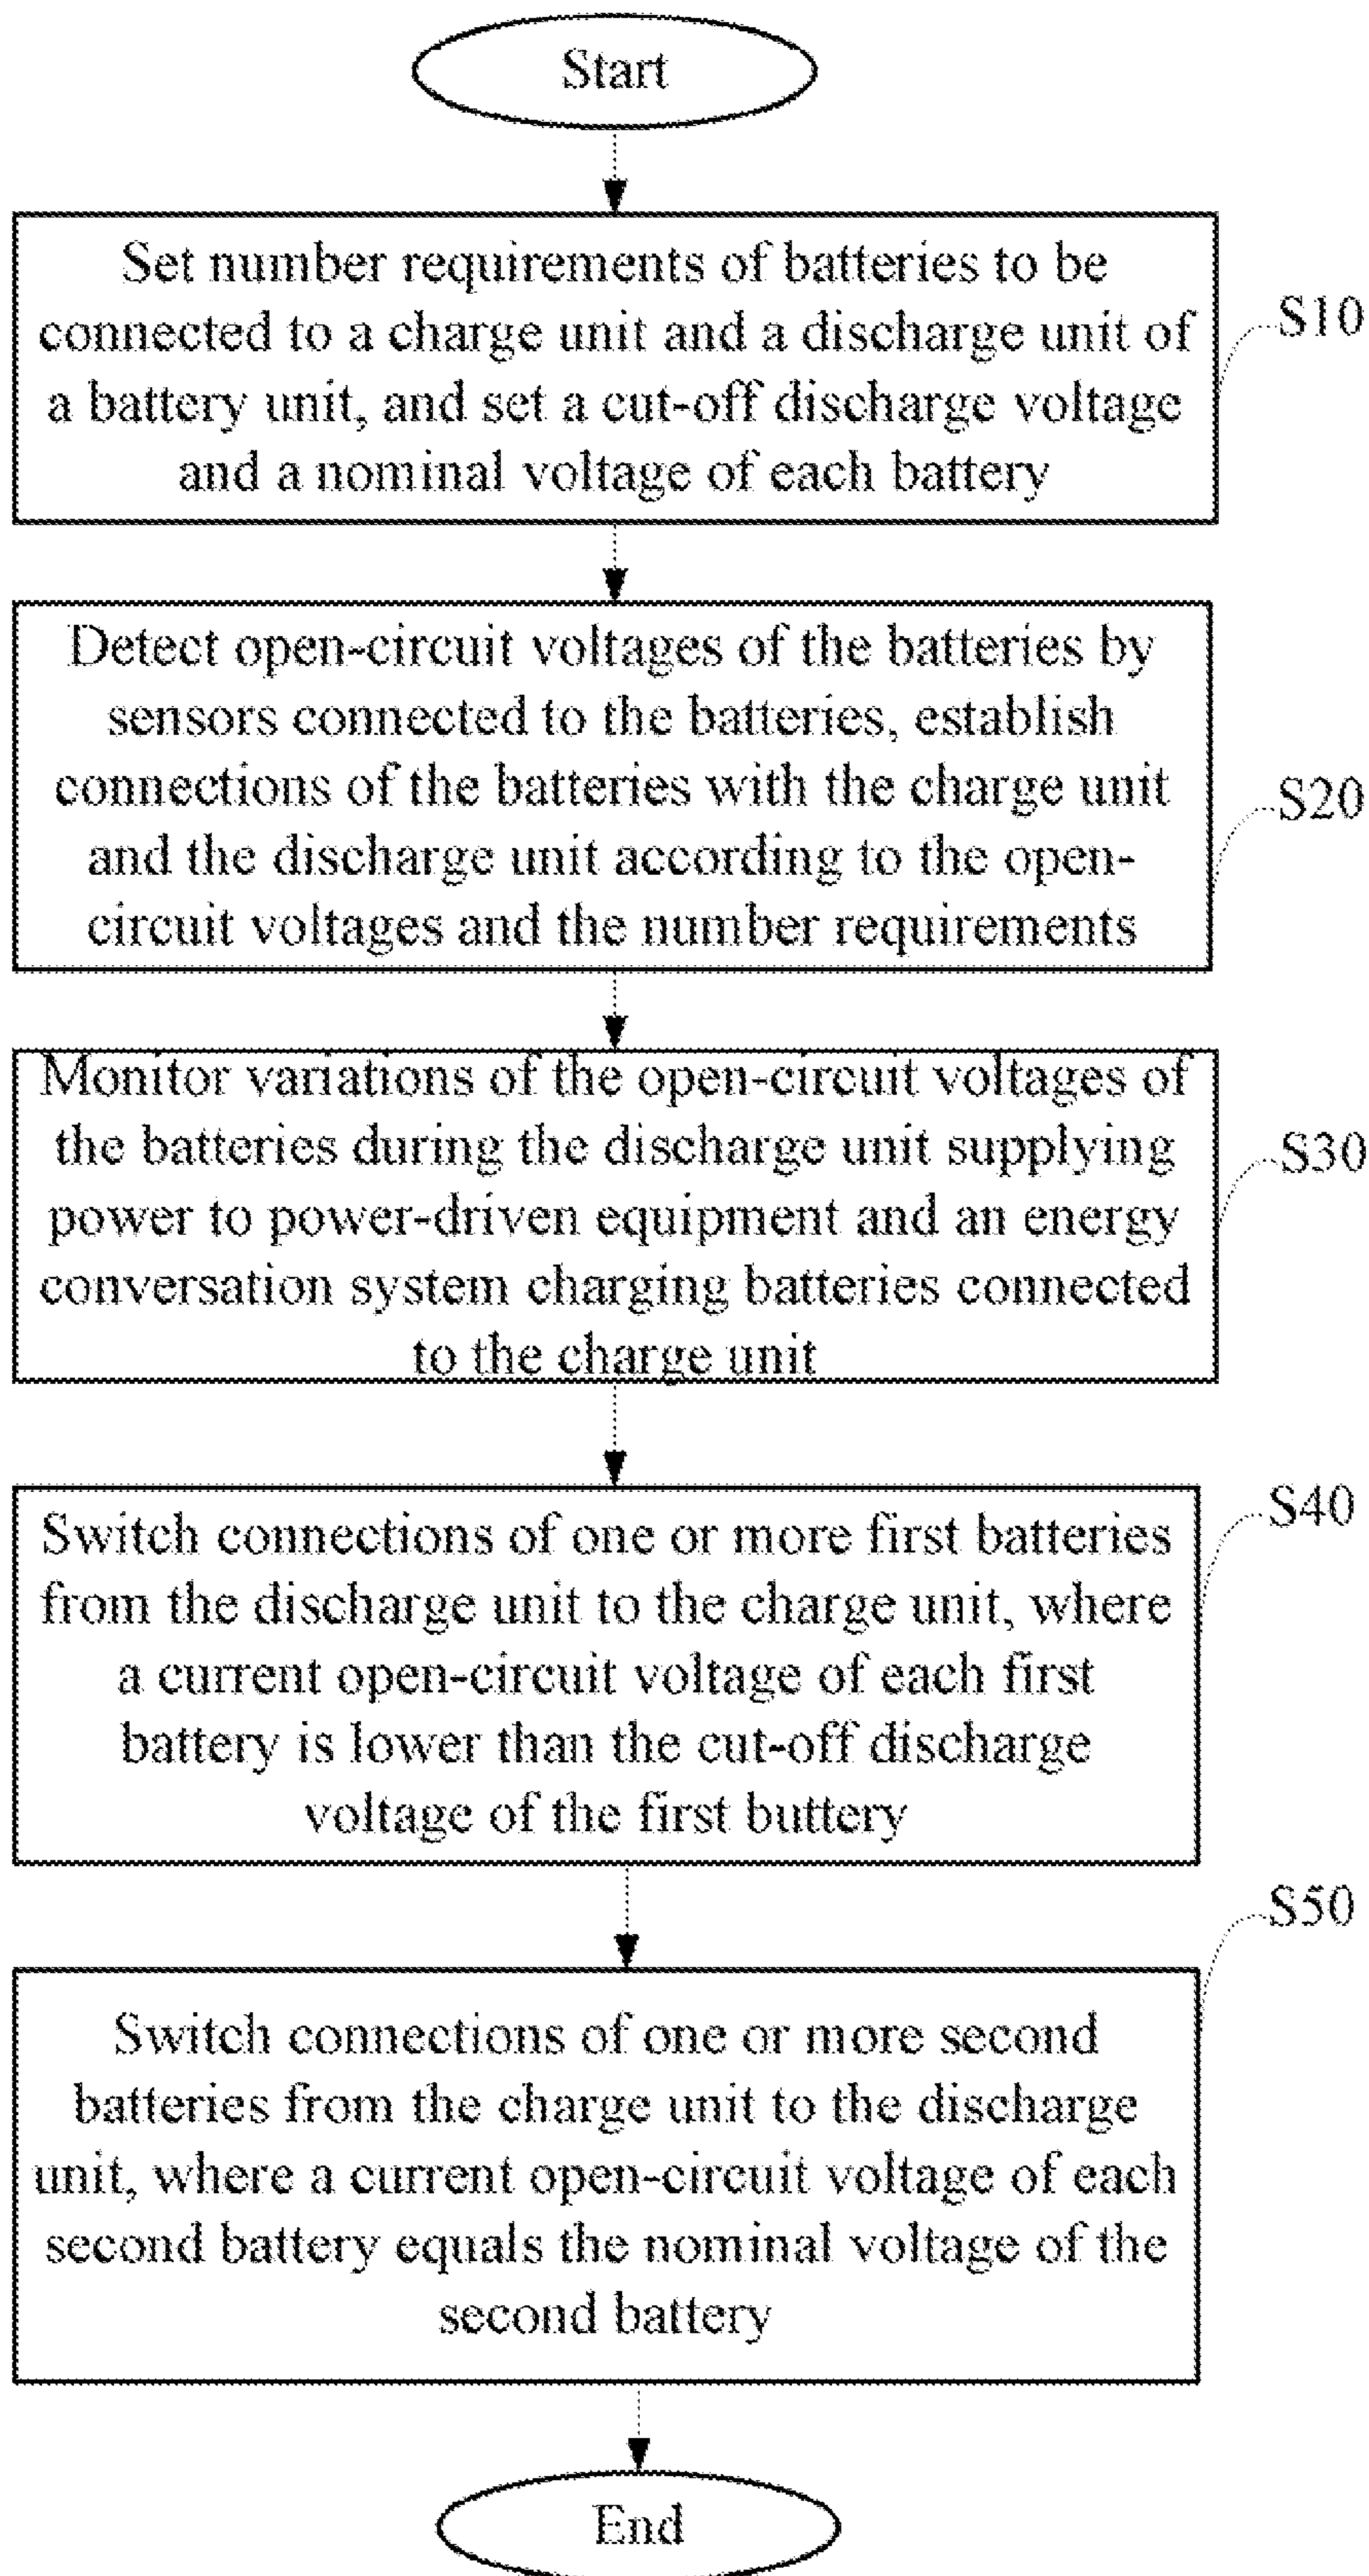 Start
Set number requirements of batteries to be
connected to a charge unit and a discharge unit of
a battery unit, and set a cut-off discharge voltage
and a nominal voltage of each battery
S10
Detect open-circuit voltages of the batteries by
sensors connected to the batteries, establish
connections of the batteries with the charge unit
and the discharge unit according to the open-
circuit voltages and the number requirements
S20
Monitor variations of the open-circuit voltages of
the batteries during the discharge unit supplying
power to power-driven equipment and an energy
conversation system charging batteries connected
to the charge unit
S30
Switch connections of one or more first batteries
from the discharge unit to the charge unit, where
a current open-circuit voltage of each first
battery is lower than the cut-off discharge
voltage of the first buttery
S40
Switch connections of one or more second
batteries from the charge unit to the discharge
unit, where a current open-circuit voltage of each
second battery equals the nominal voltage of the
second battery
S50
End